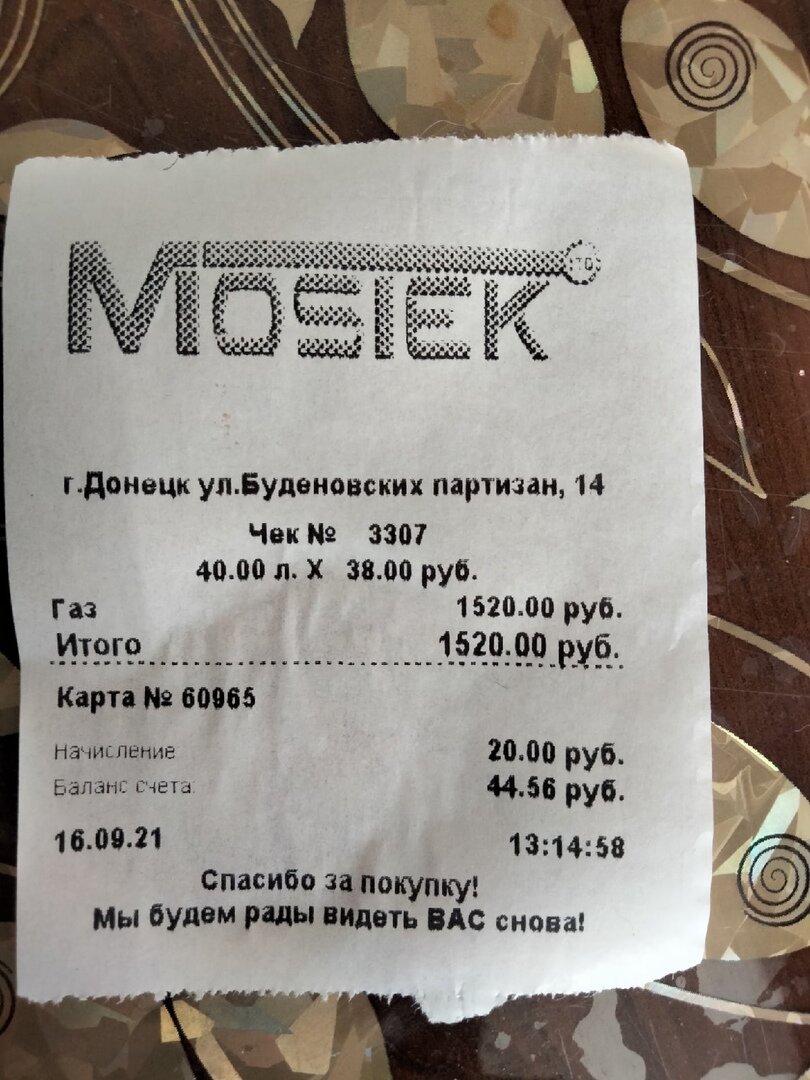 MOSTEK
г.Донецк ул.Буденовских партизан, 14
Чек № 3307
40.00 л. X 38.00 руб.
Газ 1520.00 руб.
Итого 1520.00 руб.
Карта № 60965
Начисление 20.00 руб.
Баланс счета: 44.56 руб.
16.09.21 13:14:58
Спасибо за покупку!
Мы будем рады видеть ВАС снова!